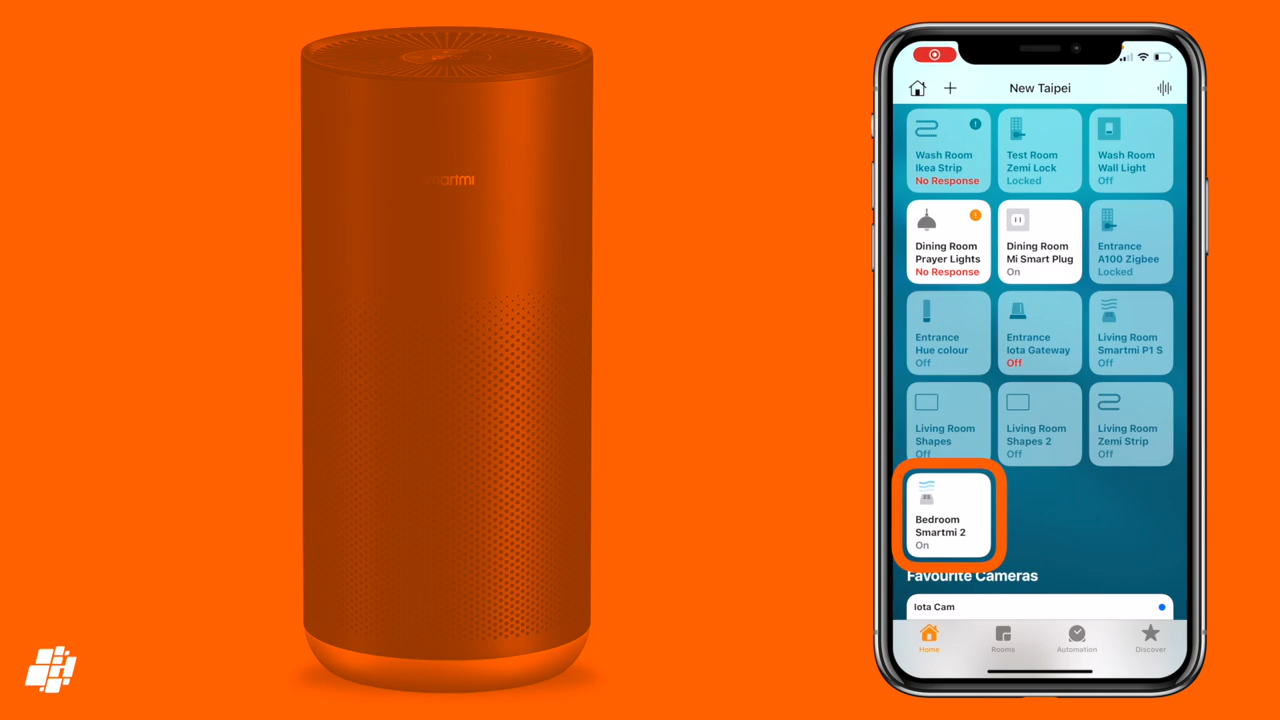 smartmi
New Taipei
Wash Room
Ikea Strip
No Response
Test Room
Zemi Lock
Locked
Wash Room
Wall Light
Off
Dining Room
Prayer Lights
No Response
Dining Room
Mi Smart Plug
On
Entrance
A100 Zigbee
Locked
Entrance
Hue colour
Off
Entrance
Iota Gateway
Off
Living Room
Smartmi P1 S
Off
Living Room
Shapes
Off
Living Room
Shapes 2
Off
Living Room
Zemi Strip
Off
Bedroom
Smartmi 2
On
Favourite Cameras
Iota Cam
Home
Rooms
Automation
Discover